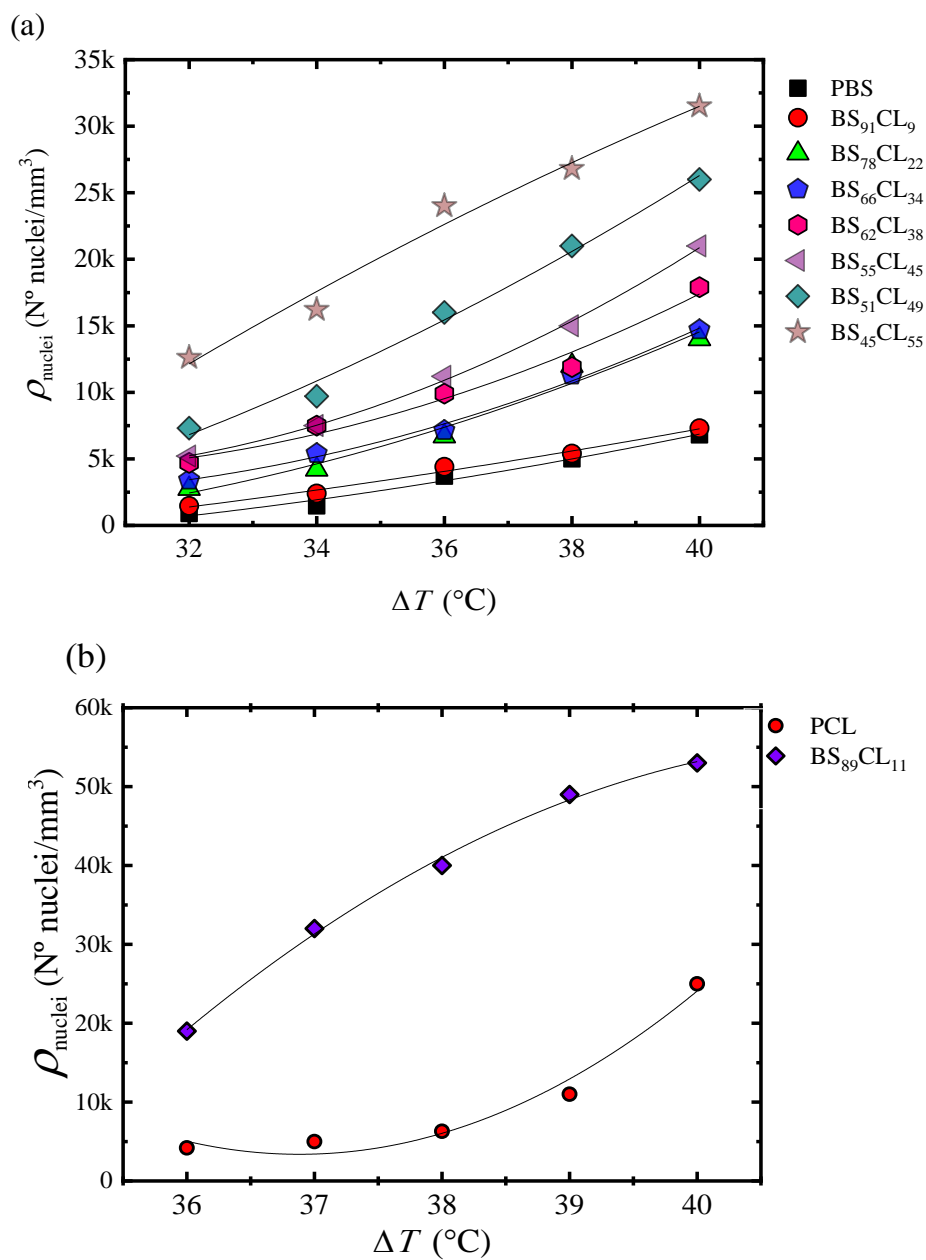 (a)
35k
30k
25k
20k
15k
10k
5k
0
ρnuclei (Nº nuclei/mm³)
32 34 36 38 40
ΔT (°C)
PBS
BS₉₁CL₉
BS₇₈CL₂₂
BS₆₆CL₃₄
BS₆₂CL₃₈
BS₅₅CL₄₅
BS₅₁CL₄₉
BS₄₅CL₅₅
(b)
60k
50k
40k
30k
20k
10k
0
ρnuclei (Nº nuclei/mm³)
36 37 38 39 40
ΔT (°C)
PCL
BS₈₉CL₁₁